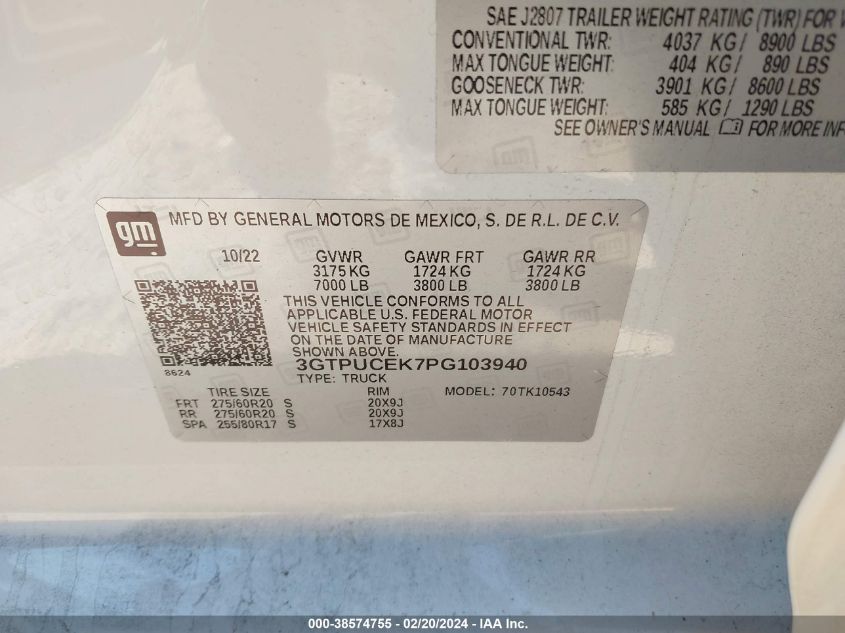 SAE J2807 TRAILER WEIGHT RATING (TWR) FOR
CONVENTIONAL TWR: 4037 KG/ 8900 LBS
MAX TONGUE WEIGHT: 404 KG/ 890 LBS
GOOSENECK TWR: 3901 KG/ 8600 LBS
MAX TONGUE WEIGHT: 585 KG/ 1290 LBS
SEE OWNER'S MANUAL FOR MORE
gm
MFD BY GENERAL MOTORS DE MEXICO, S. DE R.L. DE C.V.
10/22 GVWR GAWR FRT GAWR RR
3175 KG 1724 KG 1724 KG
7000 LB 3800 LB 3800 LB
THIS VEHICLE CONFORMS TO ALL
APPLICABLE U.S. FEDERAL MOTOR
VEHICLE SAFETY STANDARDS IN EFFECT
ON THE DATE OF MANUFACTURE
SHOWN ABOVE.
8624
3GTPUCEK7PG103940
TYPE: TRUCK
TIRE SIZE RIM MODEL: 70TK10543
FRT 275/60R20 S 20X9J
RR 275/60R20 S 20X9J
SPA 255/80R17 S 17X8J
000-38574755 - 02/20/2024 - IAA Inc.